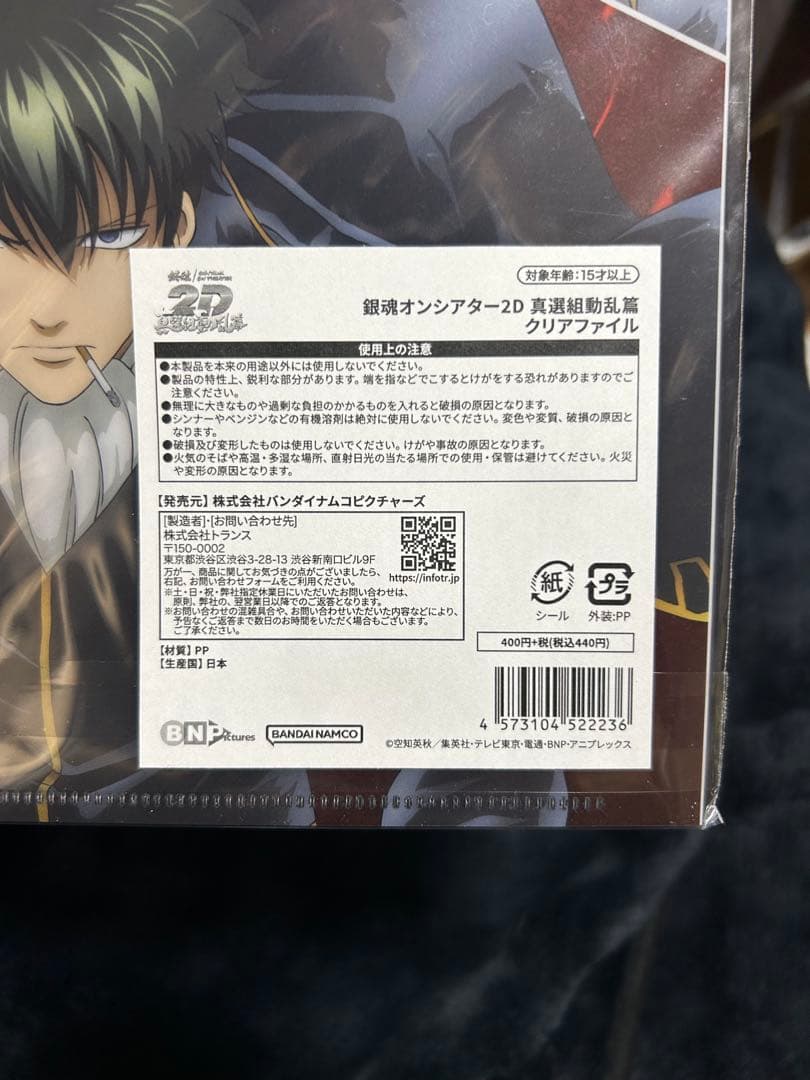 対象年齢:15才以上
銀魂
2D
真選組動乱篇
銀魂オンシアター2D 真選組動乱篇
クリアファイル
使用上の注意
●本製品を本来の用途以外には使用しないでください。
●製品の特性上、鋭利な部分があります。端を指などでこするとけがをする恐れがありますのでご
注意ください。
●無理に大きなものや過剰な負担のかかるものを入れると破損の原因となります。
●シンナーやベンジンなどの有機溶剤は絶対に使用しないでください。変色や変質、破損の原因と
なります。
●破損及び変形したものは使用しないでください。けがや事故の原因となります。
●火気のそばや高温・多湿な場所、直射日光の当たる場所での使用・保管は避けてください。火災
や変形の原因となります。
【発売元】株式会社バンダイナムコピクチャーズ
[製造者]・[お問い合わせ先]
株式会社トランス
〒150-0002
東京都渋谷区渋谷3-28-13 渋谷新南口ビル9F
万が一、商品に関してお気づきの点がございましたら、
右記、お問い合わせフォームをご利用ください。
https://infotr.jp
※土・日・祝・弊社指定休業日にいただいたお問い合わせは、
原則、弊社の、翌営業日以降でのご返答となります。
※お問い合わせの混雑具合や、お問い合わせいただいた内容などにより、
予告なくご返答まで数日のお時間をいただく場合もございます。
ご了承ください。
【材質】PP
【生産国】日本
紙
シール
プラ
外装:PP
400円+税(税込440円)
4 573104 522236
BNPictures
BANDAI NAMCO
©空知英秋/集英社・テレビ東京・電通・BNP・アニプレックス